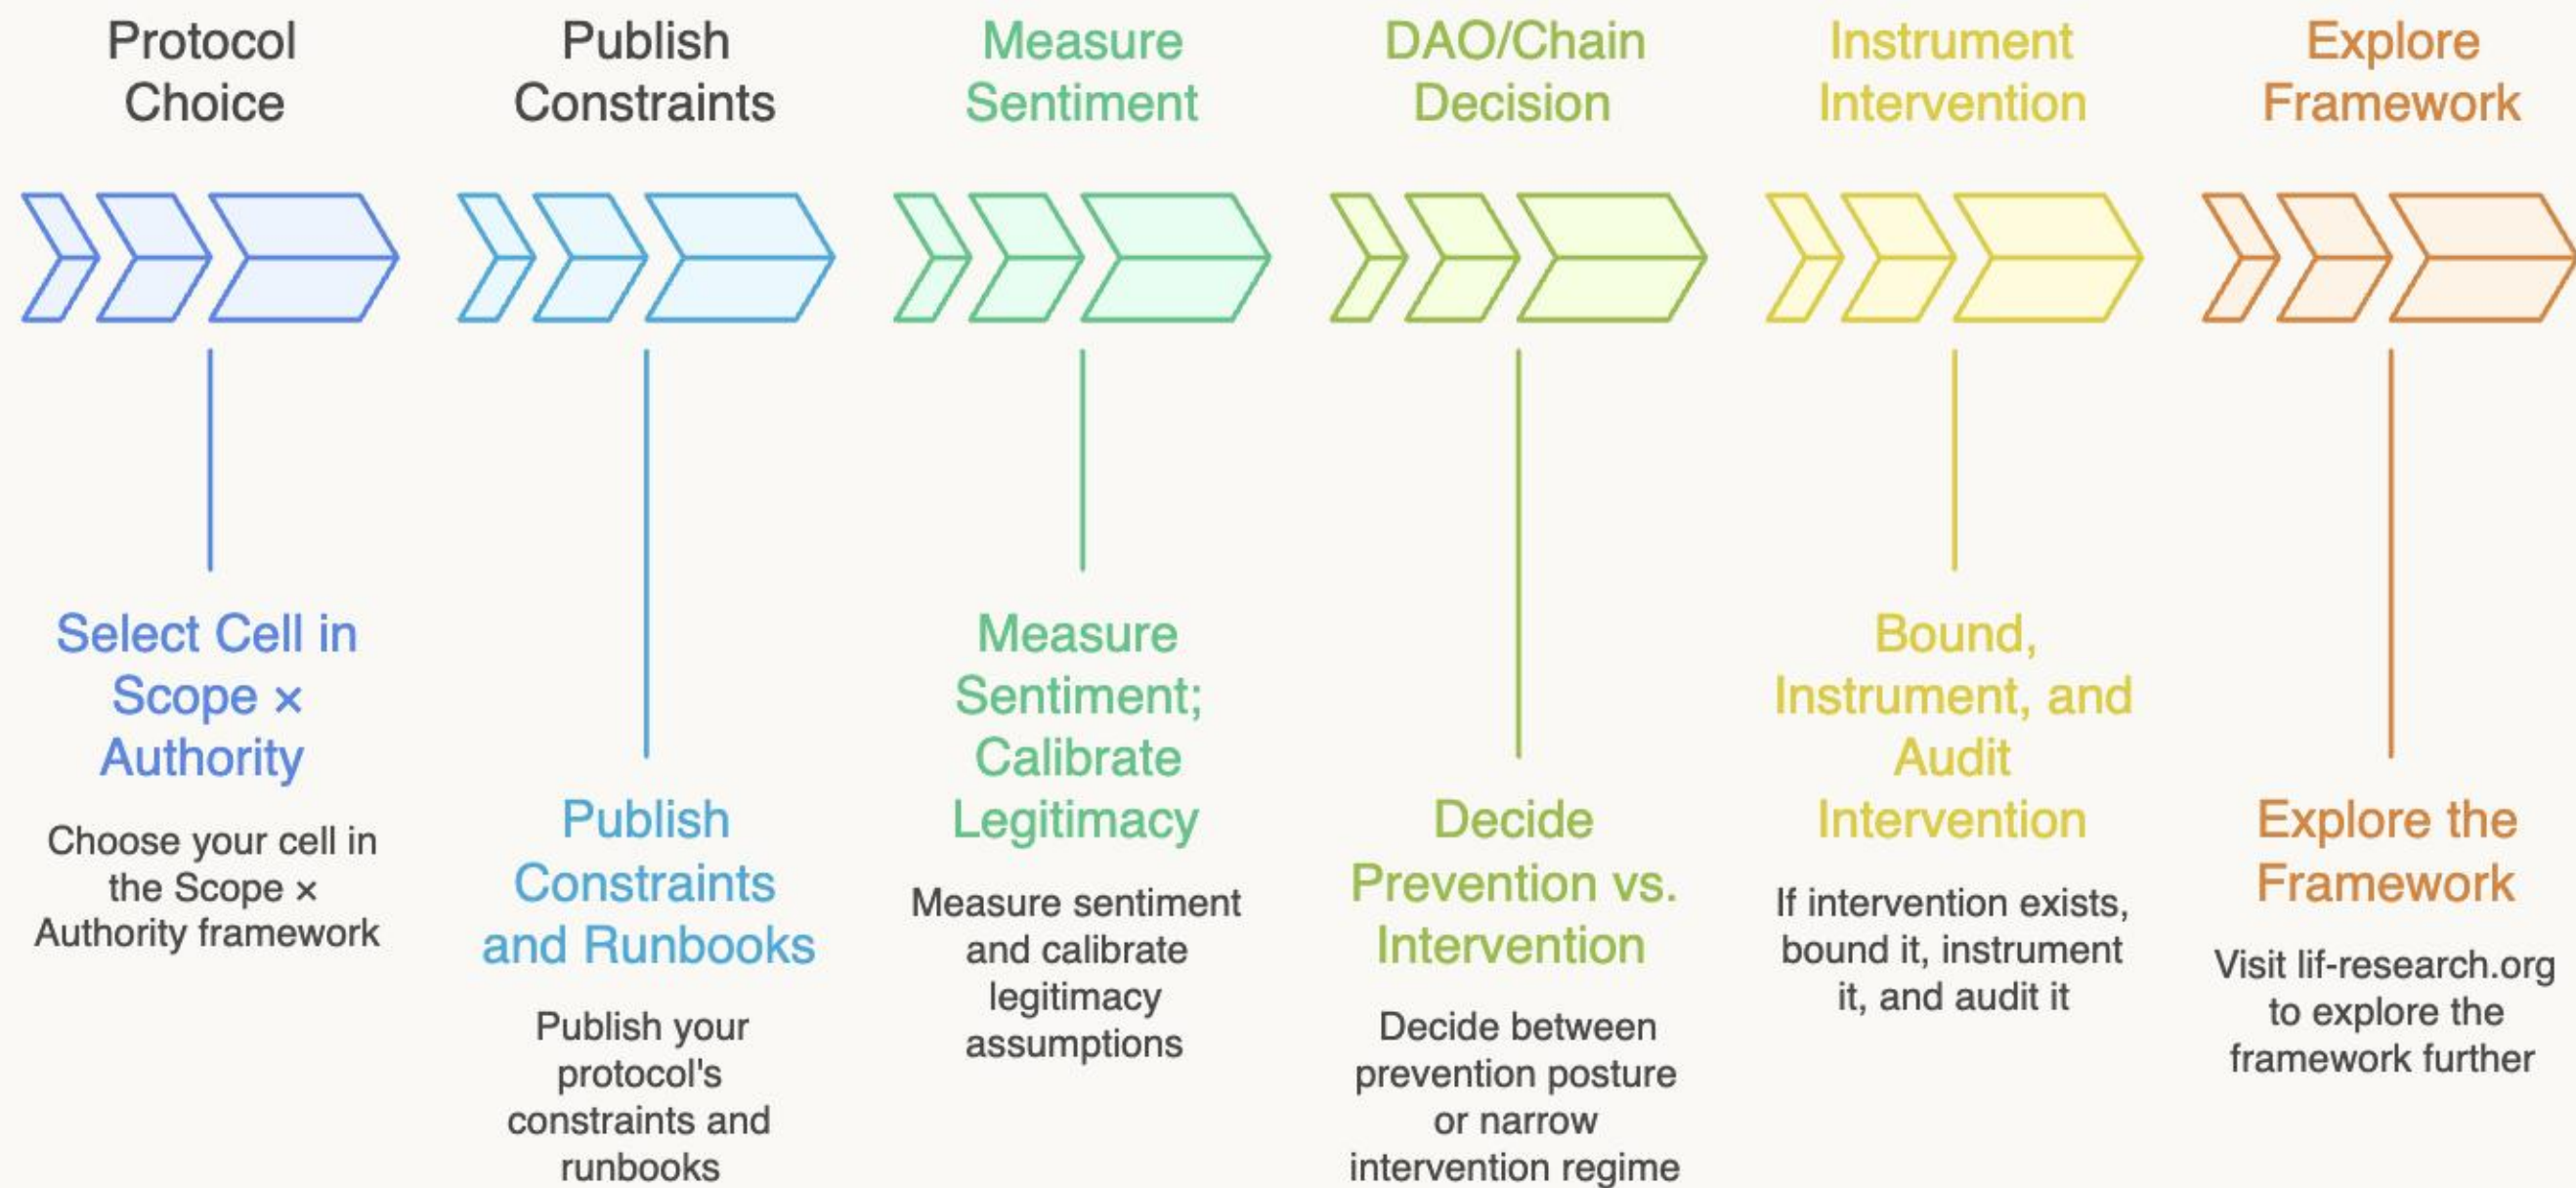 Protocol
Choice
Publish
Constraints
Measure
Sentiment
DAO/Chain
Decision
Instrument
Intervention
Explore
Framework
Select Cell in
Scope ×
Authority
Choose your cell in
the Scope ×
Authority framework
Publish
Constraints
and Runbooks
Publish your
protocol's
constraints and
runbooks
Measure
Sentiment;
Calibrate
Legitimacy
Measure sentiment
and calibrate
legitimacy
assumptions
Decide
Prevention vs.
Intervention
Decide between
prevention posture
or narrow
intervention regime
Bound,
Instrument, and
Audit
Intervention
If intervention exists,
bound it, instrument
it, and audit it
Explore the
Framework
Visit lif-research.org
to explore the
framework further